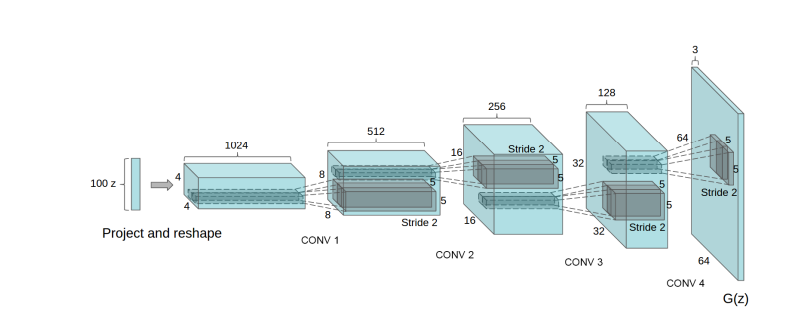 3
128
256
512
1024
64
5
5
Stride 2
16
Stride 2
5
5
32
8
5
5
4
100 z
4
8
Stride 2
16
5
5
Stride 2
32
Project and reshape
CONV 1
CONV 2
CONV 3
64
CONV 4
G(z)